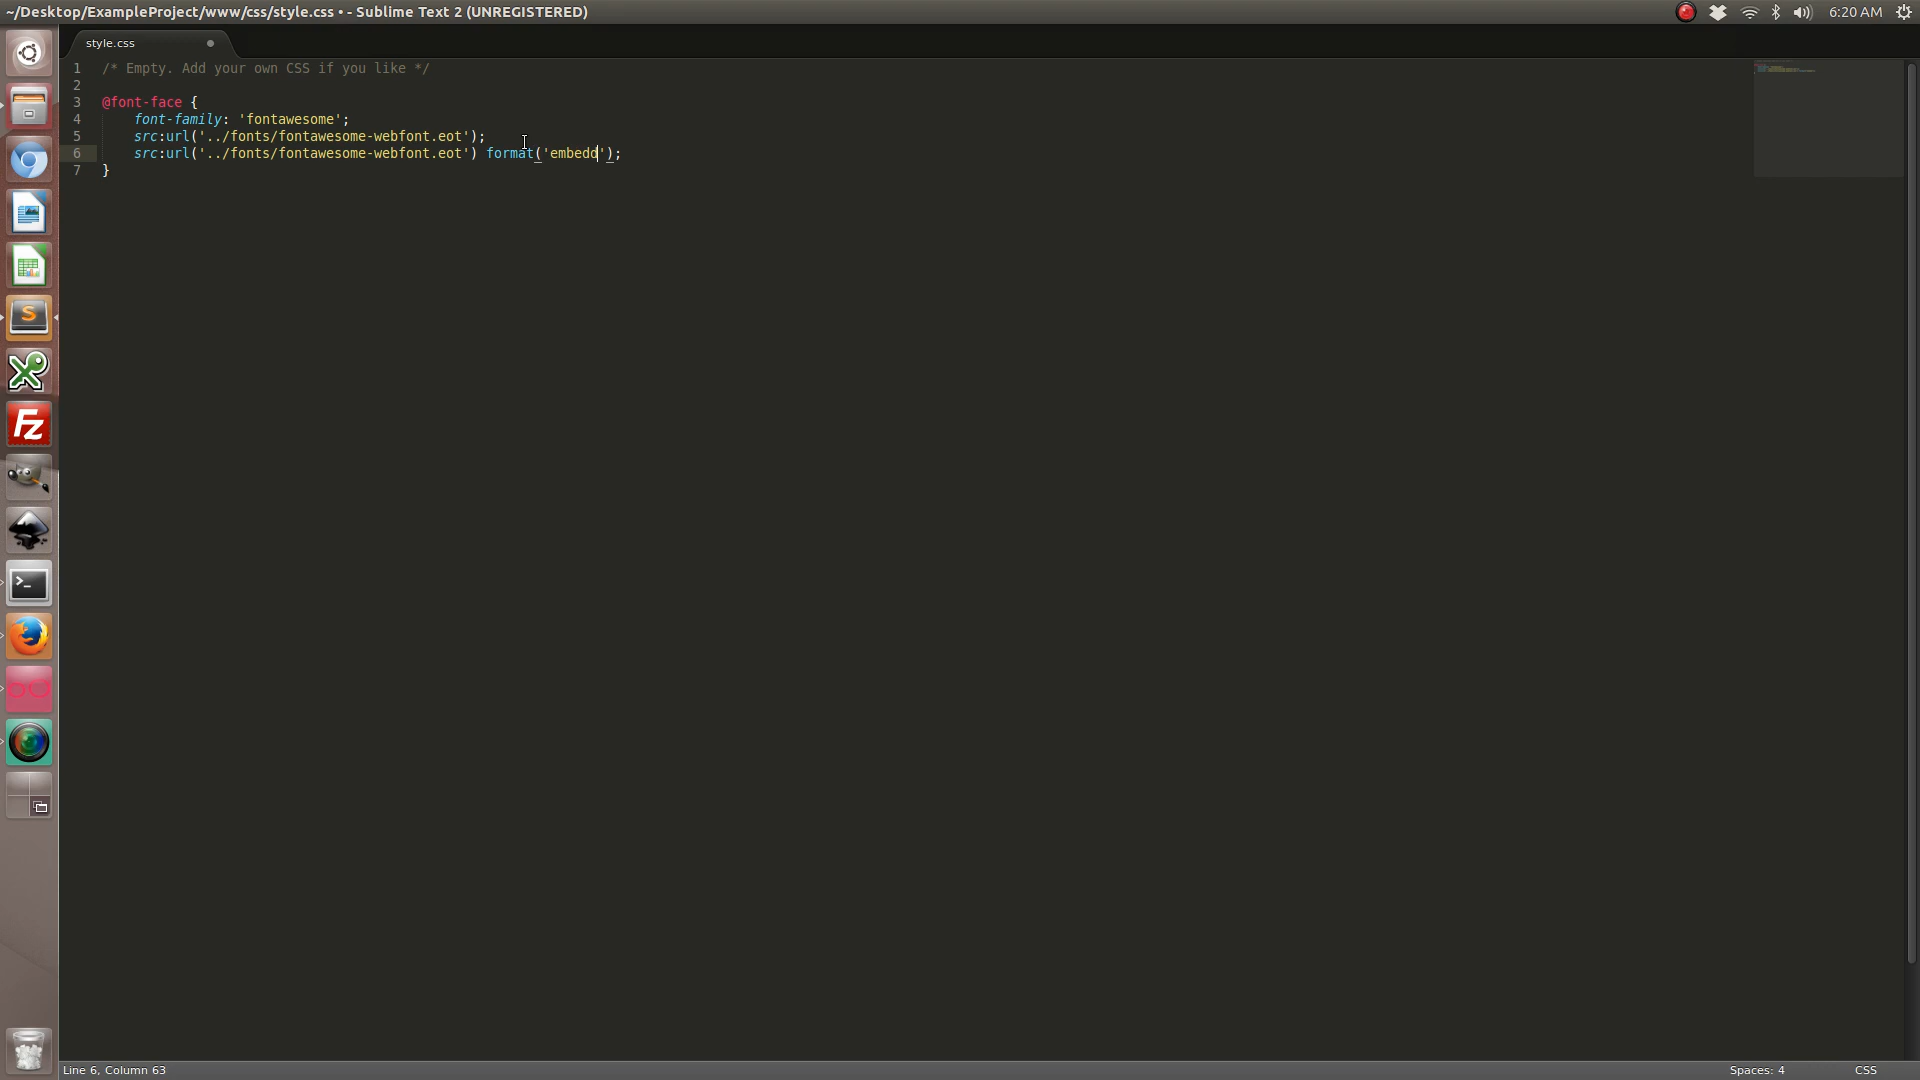 ~/Desktop/ExampleProject/www/css/style.css • - Sublime Text 2 (UNREGISTERED)
6:20 AM
style.css
1 /* Empty. Add your own CSS if you like */
2
3 @font-face {
4 font-family: 'fontawesome';
5 src:url('../fonts/fontawesome-webfont.eot');
6 src:url('../fonts/fontawesome-webfont.eot') format('embedd');
7 }
S
X
Fz
>_
Line 6, Column 63
Spaces: 4
CSS